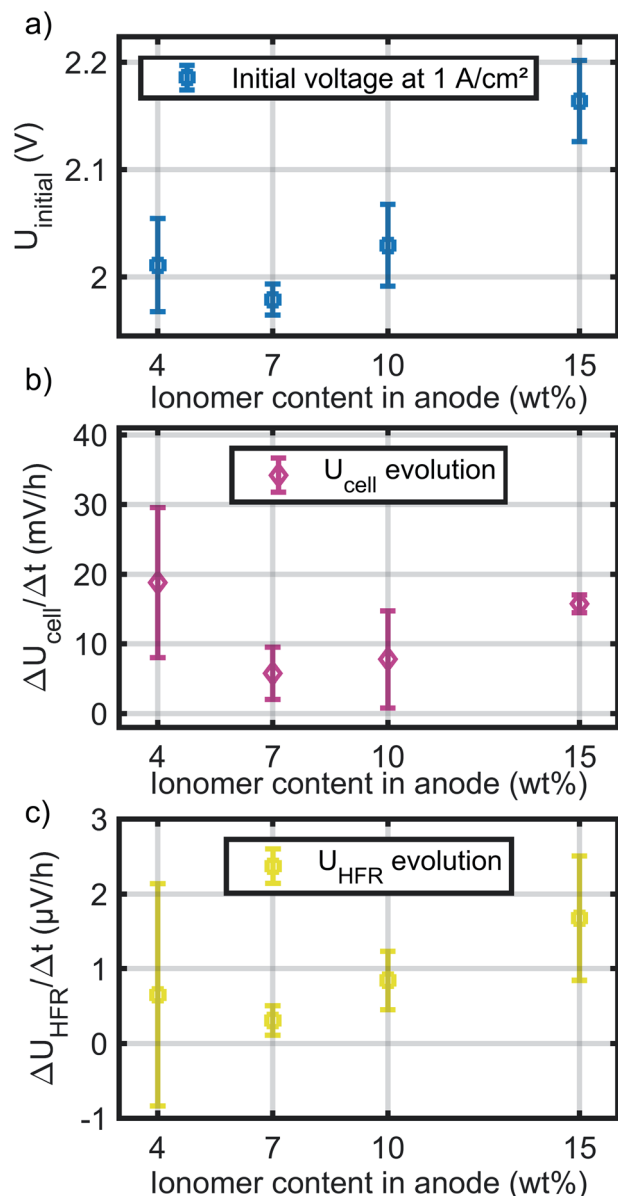 a)
2.2
2.1
2
U_initial (V)
Initial voltage at 1 A/cm²
4 7 10 15
Ionomer content in anode (wt%)
b)
40
30
20
10
0
ΔU_cell/Δt (mV/h)
U_cell evolution
4 7 10 15
Ionomer content in anode (wt%)
c)
3
2
1
0
-1
ΔU_HFR/Δt (µV/h)
U_HFR evolution
4 7 10 15
Ionomer content in anode (wt%)